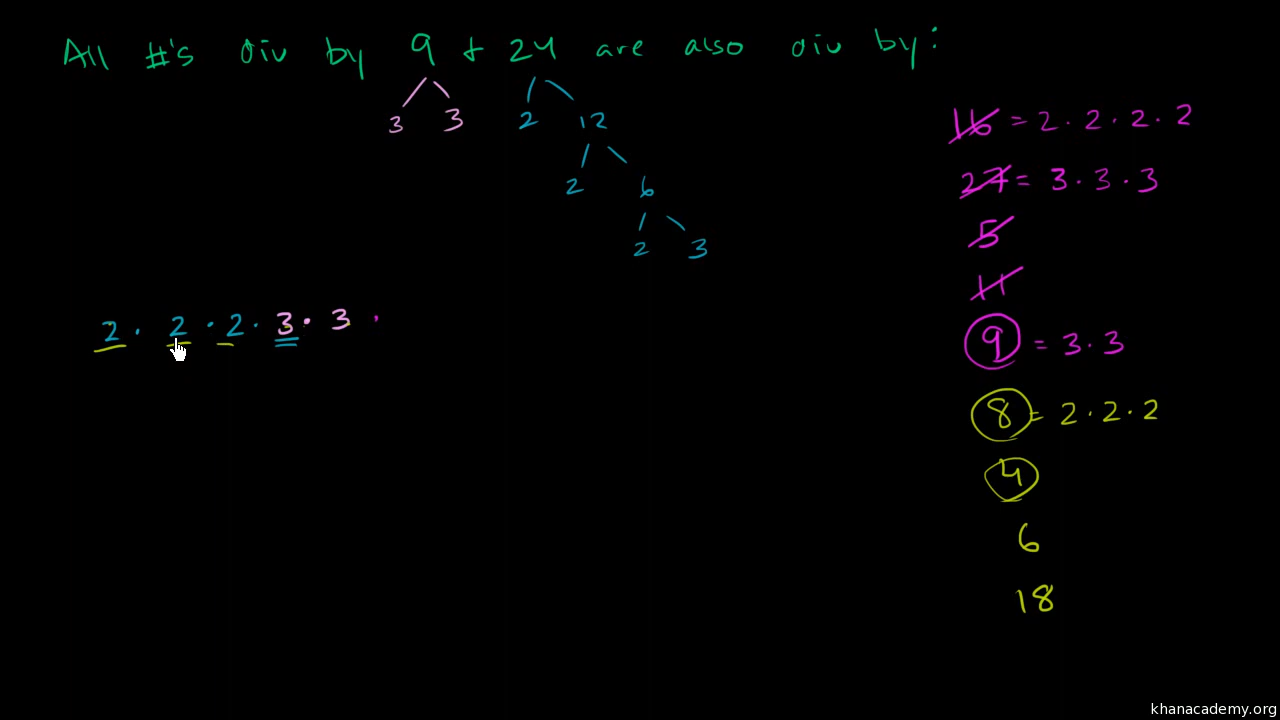 All #'s div by 9 + 24 are also div by:
3 3 2 12
2 6
2 3
2 · 2 · 2 · 3 · 3 ·
16 = 2 · 2 · 2 · 2
27 = 3 · 3 · 3
5
11
9 = 3 · 3
8 = 2 · 2 · 2
4
6
18
khanacademy.org